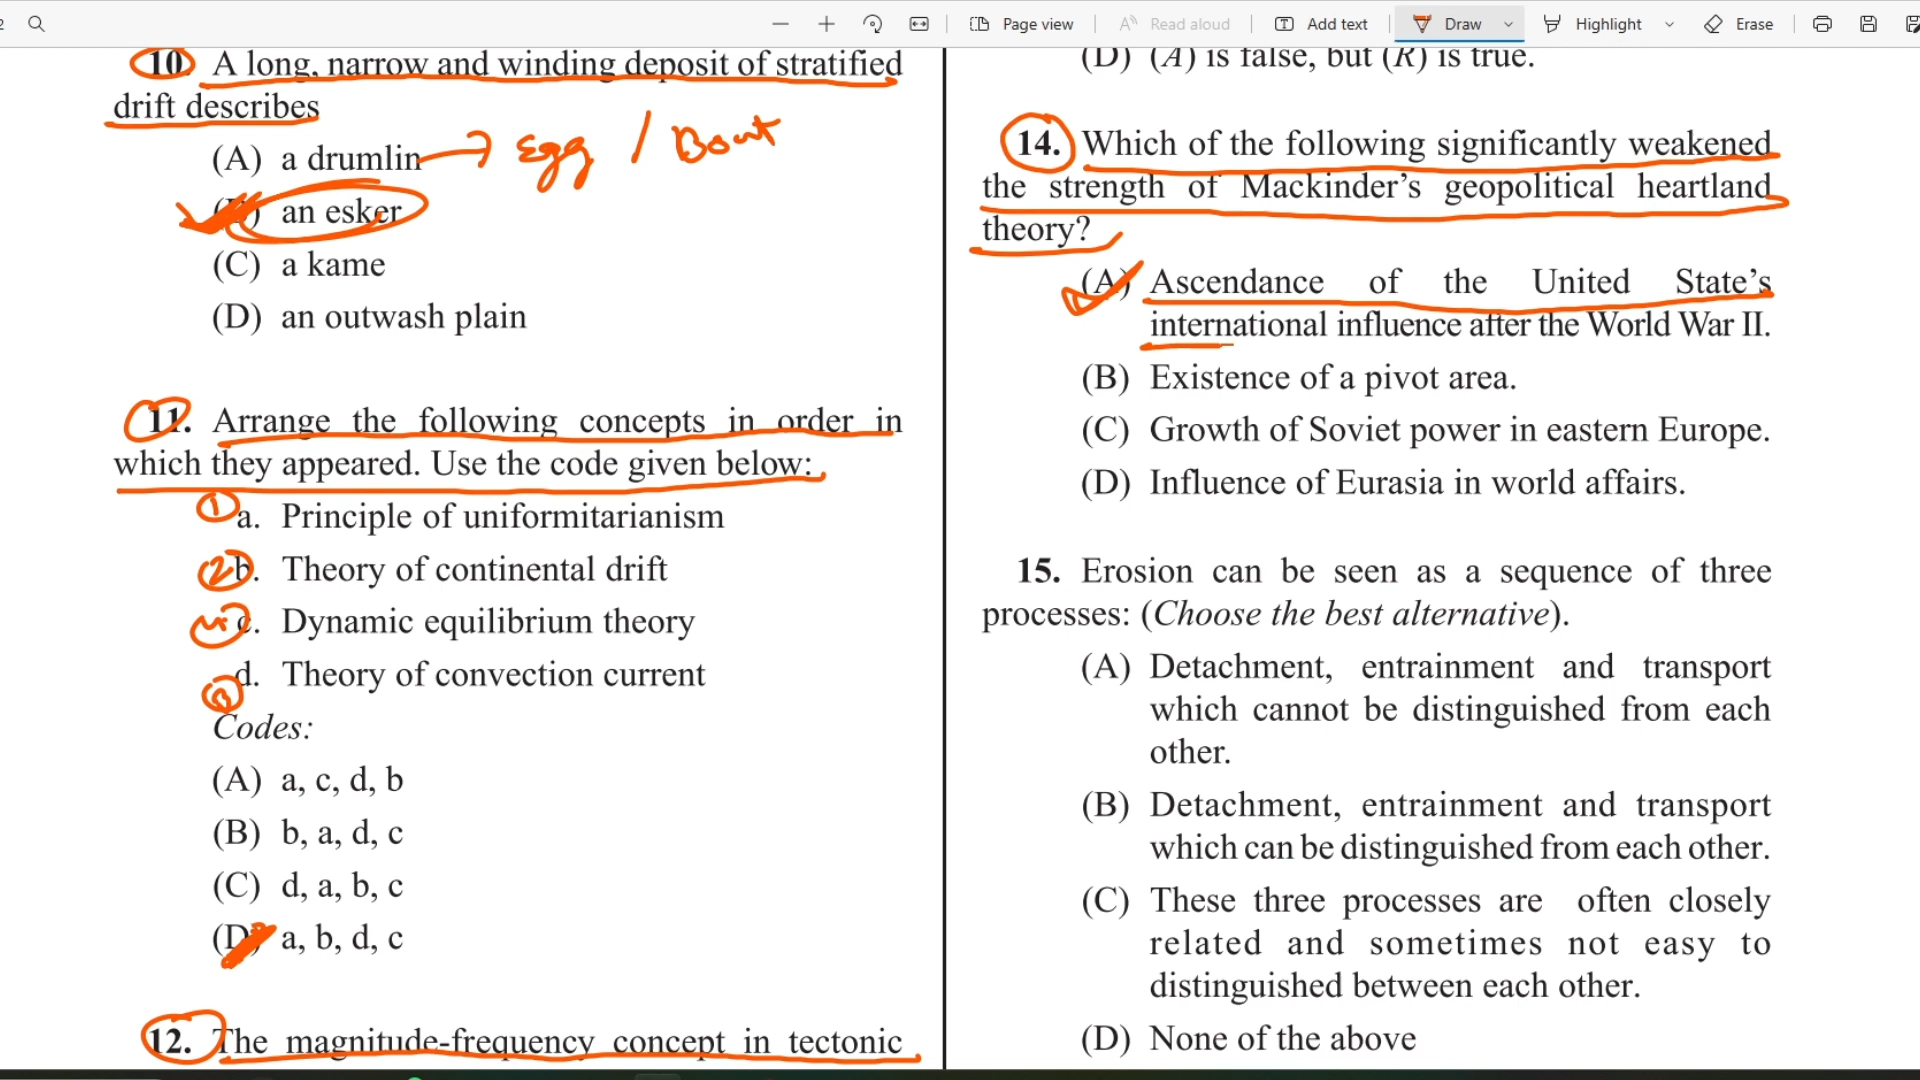 Page view
Read aloud
Add text
Draw
Highlight
Erase
10. A long, narrow and winding deposit of stratified
drift describes
(A) a drumlin → Egg / Boat
an esker
(C) a kame
(D) an outwash plain
11. Arrange the following concepts in order in
which they appeared. Use the code given below:
1 a. Principle of uniformitarianism
2 b. Theory of continental drift
c. Dynamic equilibrium theory
d. Theory of convection current
Codes:
(A) a, c, d, b
(B) b, a, d, c
(C) d, a, b, c
(D) a, b, d, c
12. The magnitude-frequency concept in tectonic
(D) (A) is false, but (R) is true.
14. Which of the following significantly weakened
the strength of Mackinder’s geopolitical heartland
theory?
(A) Ascendance of the United State’s
international influence after the World War II.
(B) Existence of a pivot area.
(C) Growth of Soviet power in eastern Europe.
(D) Influence of Eurasia in world affairs.
15. Erosion can be seen as a sequence of three
processes: (Choose the best alternative).
(A) Detachment, entrainment and transport
which cannot be distinguished from each
other.
(B) Detachment, entrainment and transport
which can be distinguished from each other.
(C) These three processes are often closely
related and sometimes not easy to
distinguished between each other.
(D) None of the above